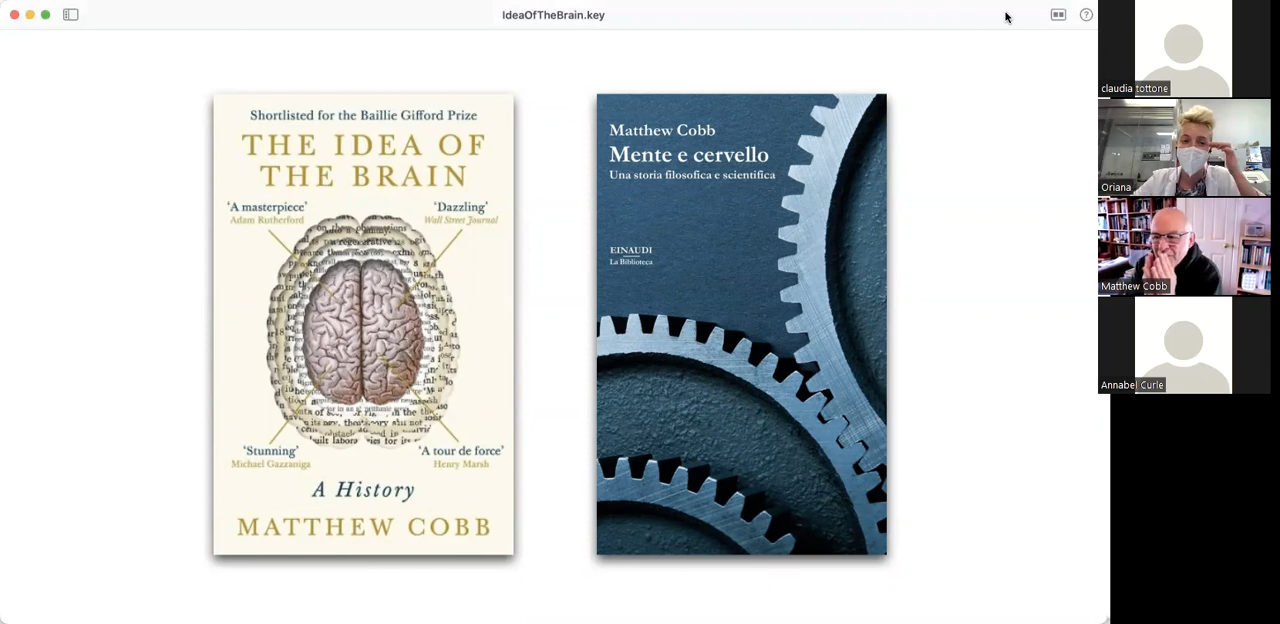 IdeaOfTheBrain.key
Shortlisted for the Baillie Gifford Prize
THE IDEA OF
THE BRAIN
‘A masterpiece’
Adam Rutherford
‘Dazzling’
Wall Street Journal
‘Stunning’
Michael Gazzaniga
‘A tour de force’
Henry Marsh
A History
MATTHEW COBB
Matthew Cobb
Mente e cervello
Una storia filosofica e scientifica
EINAUDI
La Biblioteca
claudia tottone
Oriana
Matthew Cobb
Annabel Curle